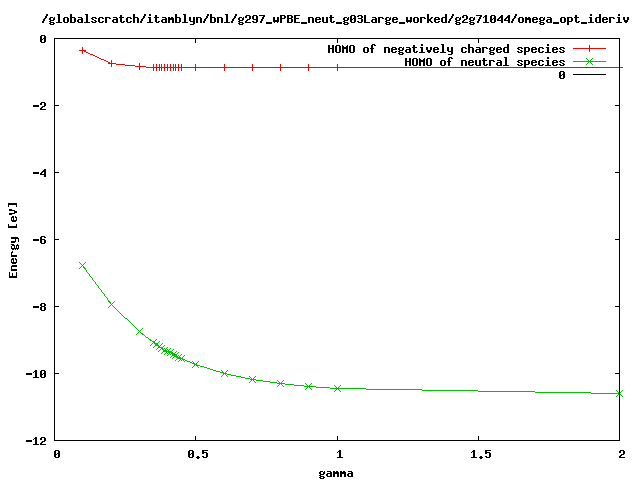 /globalscratch/itamblyn/bnl/g297_wPBE_neut_g03Large_worked/g2g71044/omega_opt_ideriv
HOMO of negatively charged species
HOMO of neutral species
0
0
-2
-4
-6
-8
-10
-12
Energy [eV]
0 0.5 1 1.5 2
gamma